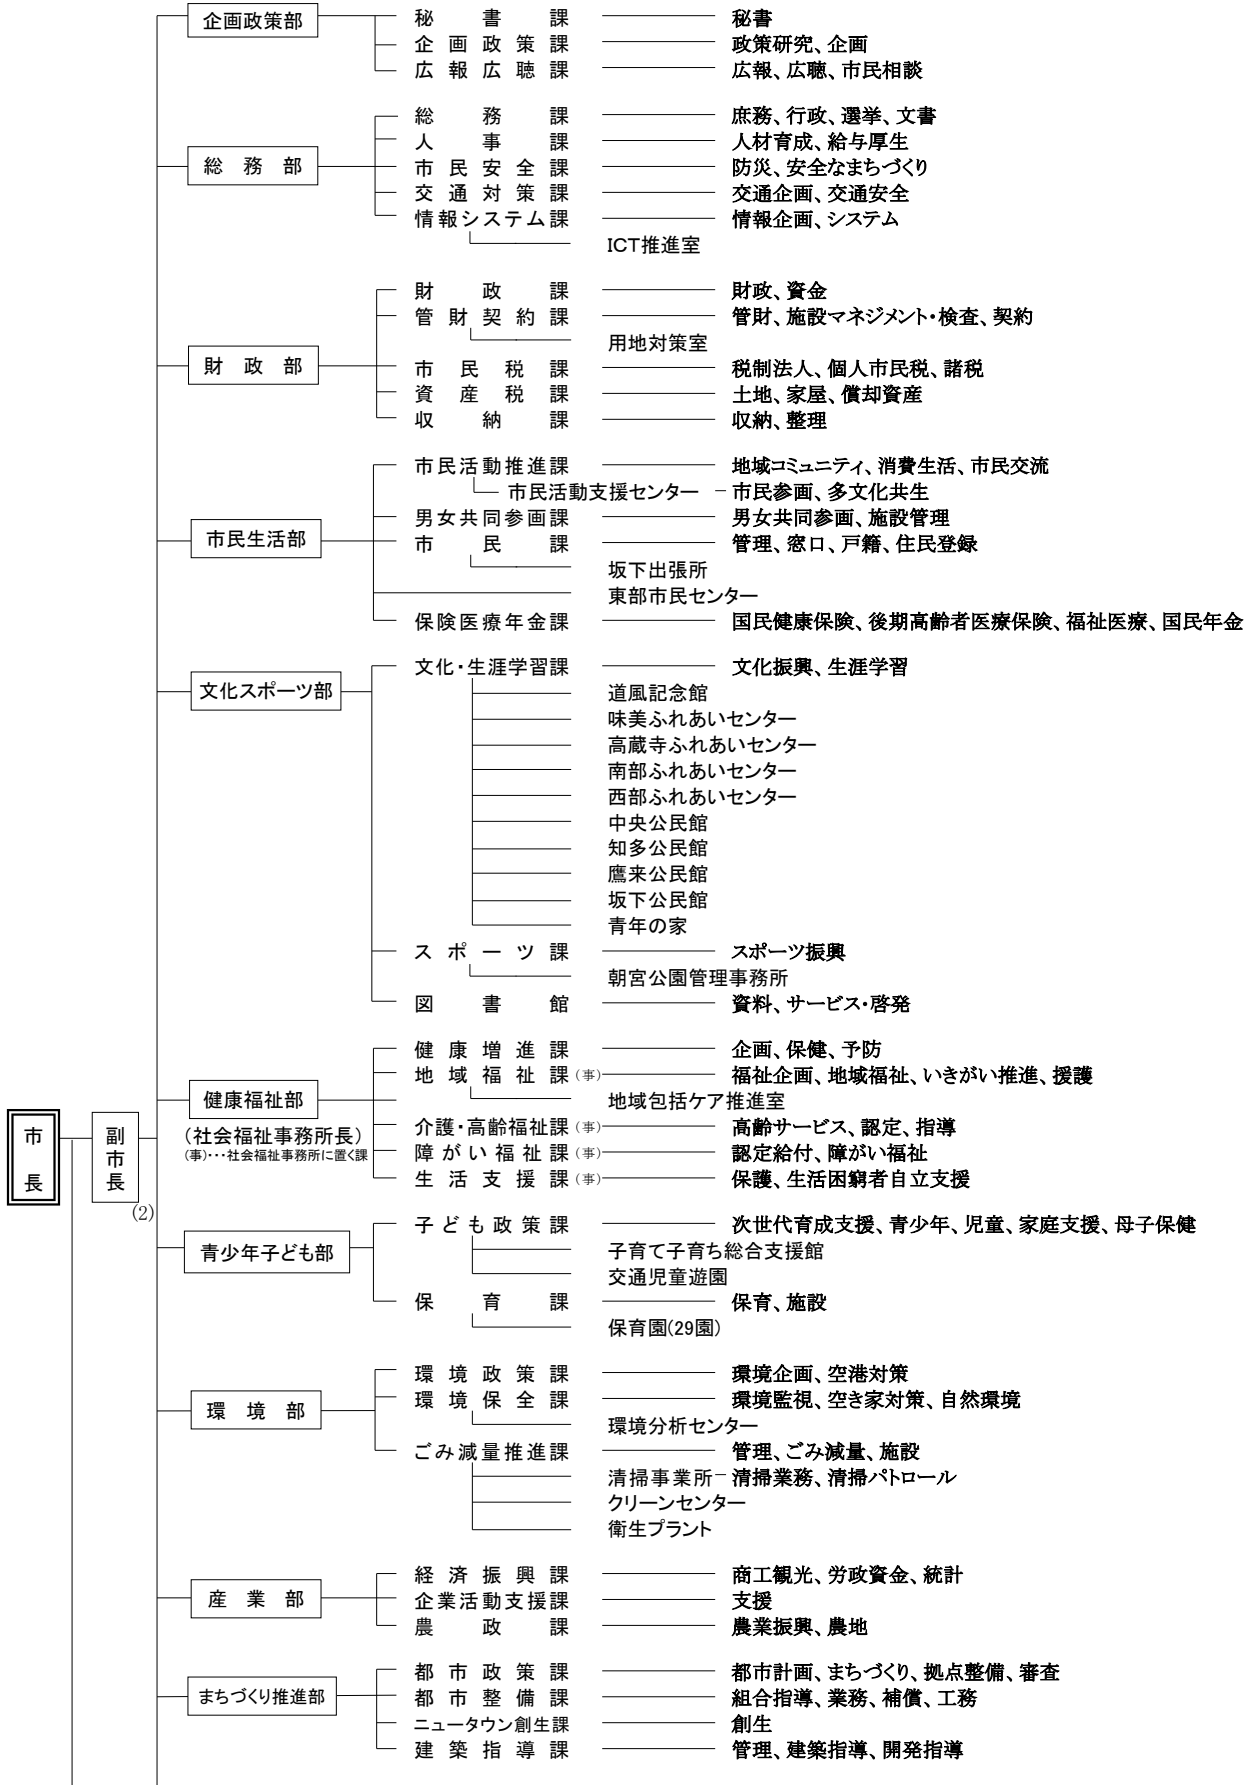 企画政策部 秘書課 秘書
企画政策課 政策研究、企画
広報広聴課 広報、広聴、市民相談
総務課 庶務、行政、選挙、文書
人事課 人材育成、給与厚生
総務部 市民安全課 防災、安全なまちづくり
交通対策課 交通企画、交通安全
情報システム課 情報企画、システム
ICT推進室
財政課 財政、資金
管財契約課 管財、施設マネジメント・検査、契約
用地対策室
財政部 市民税課 税制法人、個人市民税、諸税
資産税課 土地、家屋、償却資産
収納課 収納、整理
市民活動推進課 地域コミュニティ、消費生活、市民交流
市民活動支援センター 市民参画、多文化共生
男女共同参画課 男女共同参画、施設管理
市民生活部 市民課 管理、窓口、戸籍、住民登録
坂下出張所
東部市民センター
保険医療年金課 国民健康保険、後期高齢者医療保険、福祉医療、国民年金
文化・生涯学習課 文化振興、生涯学習
文化スポーツ部 道風記念館
味美ふれあいセンター
高蔵寺ふれあいセンター
南部ふれあいセンター
西部ふれあいセンター
中央公民館
知多公民館
鷹来公民館
坂下公民館
青年の家
スポーツ課 スポーツ振興
朝宮公園管理事務所
図書館 資料、サービス・啓発
健康増進課 企画、保健、予防
地域福祉課(事) 福祉企画、地域福祉、いきがい推進、援護
健康福祉部 地域包括ケア推進室
市長 副市長 (2)
(社会福祉事務所長) 介護・高齢福祉課(事) 高齢サービス、認定、指導
(事)・・・社会福祉事務所に置く課 障がい福祉課(事) 認定給付、障がい福祉
生活支援課(事) 保護、生活困窮者自立支援
子ども政策課 次世代育成支援、青少年、児童、家庭支援、母子保健
青少年子ども部 子育て子育ち総合支援館
交通児童遊園
保育課 保育、施設
保育園(29園)
環境政策課 環境企画、空港対策
環境部 環境保全課 環境監視、空き家対策、自然環境
環境分析センター
ごみ減量推進課 管理、ごみ減量、施設
清掃事業所 清掃業務、清掃パトロール
クリーンセンター
衛生プラント
経済振興課 商工観光、労政資金、統計
産業部 企業活動支援課 支援
農政課 農業振興、農地
都市政策課 都市計画、まちづくり、拠点整備、審査
まちづくり推進部 都市整備課 組合指導、業務、補償、工務
ニュータウン創生課 創生
建築指導課 管理、建築指導、開発指導